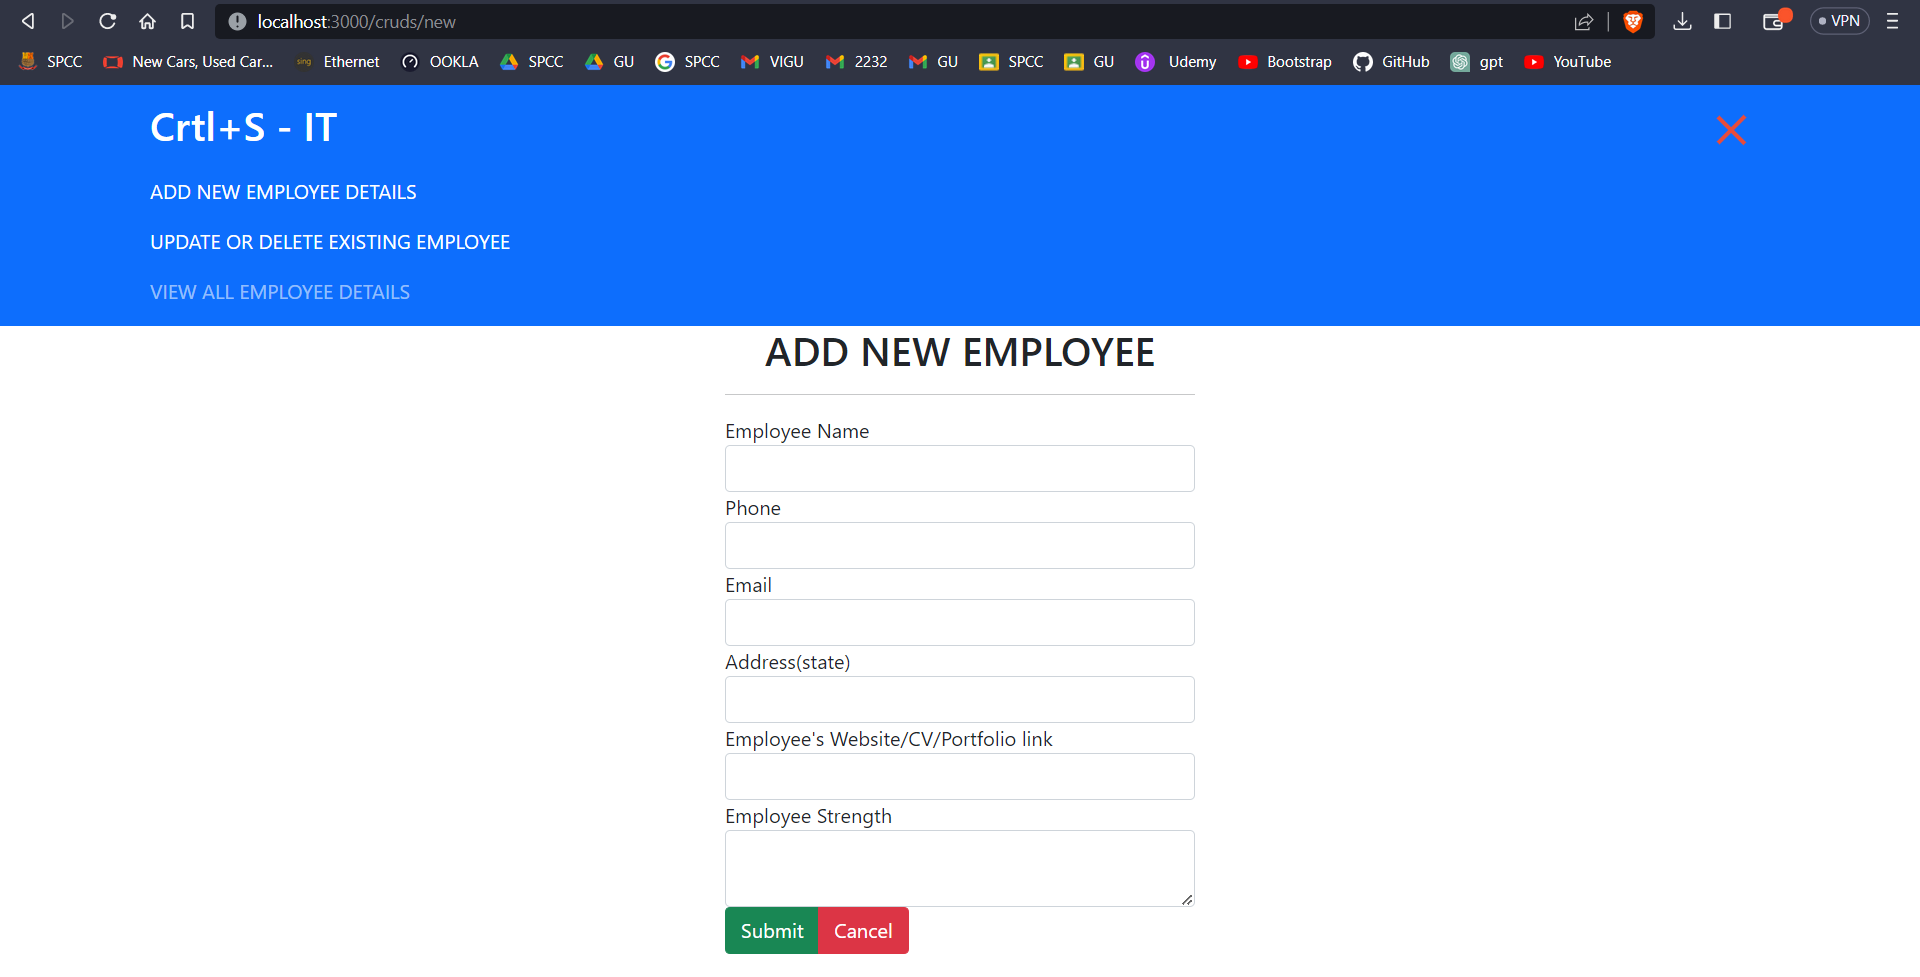 localhost:3000/cruds/new
VPN
SPCC New Cars, Used Car... sing Ethernet OOKLA SPCC GU SPCC VIGU 2232 GU SPCC GU Udemy Bootstrap GitHub gpt YouTube
Crtl+S - IT
ADD NEW EMPLOYEE DETAILS
UPDATE OR DELETE EXISTING EMPLOYEE
VIEW ALL EMPLOYEE DETAILS
ADD NEW EMPLOYEE
Employee Name
Phone
Email
Address(state)
Employee's Website/CV/Portfolio link
Employee Strength
Submit Cancel